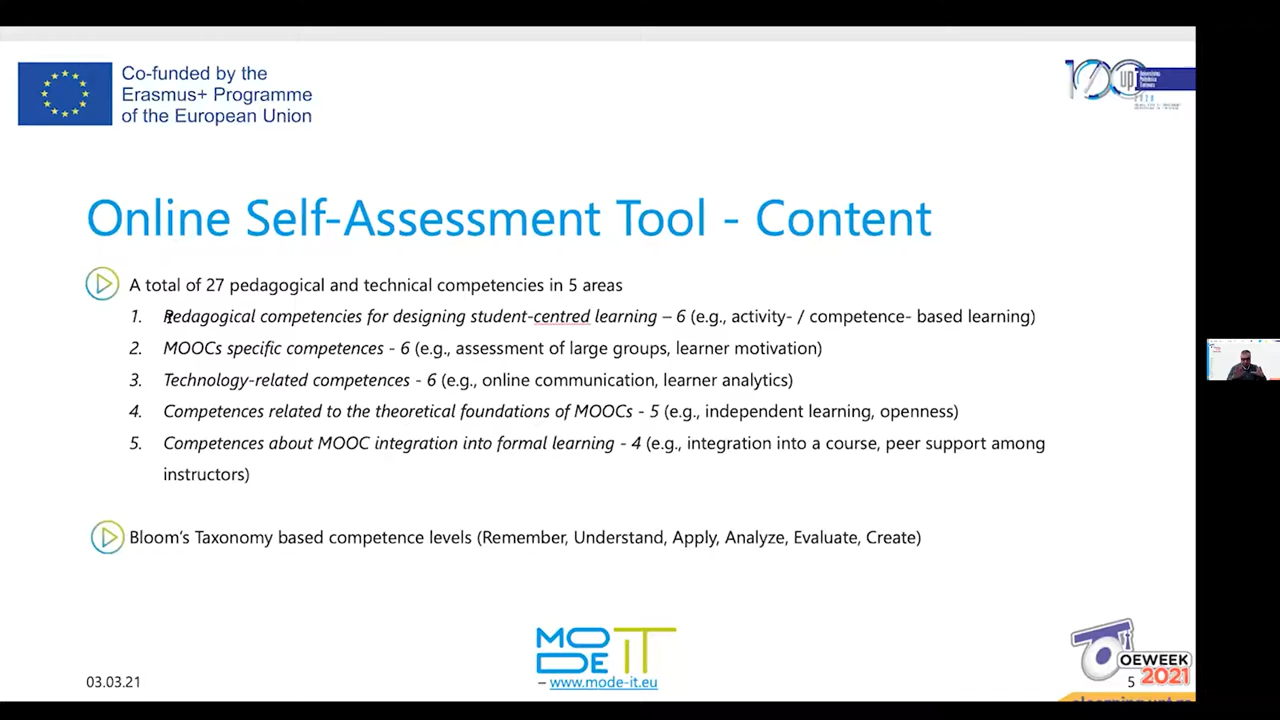 Co-funded by the
Erasmus+ Programme
of the European Union
100
upt
Universitatea
Politehnica
Timisoara
Online Self-Assessment Tool - Content
A total of 27 pedagogical and technical competencies in 5 areas
1. Pedagogical competencies for designing student-centred learning – 6 (e.g., activity- / competence- based learning)
2. MOOCs specific competences - 6 (e.g., assessment of large groups, learner motivation)
3. Technology-related competences - 6 (e.g., online communication, learner analytics)
4. Competences related to the theoretical foundations of MOOCs - 5 (e.g., independent learning, openness)
5. Competences about MOOC integration into formal learning - 4 (e.g., integration into a course, peer support among
instructors)
Bloom's Taxonomy based competence levels (Remember, Understand, Apply, Analyze, Evaluate, Create)
MODE iT
– www.mode-it.eu
03.03.21
5
OEWEEK
2021